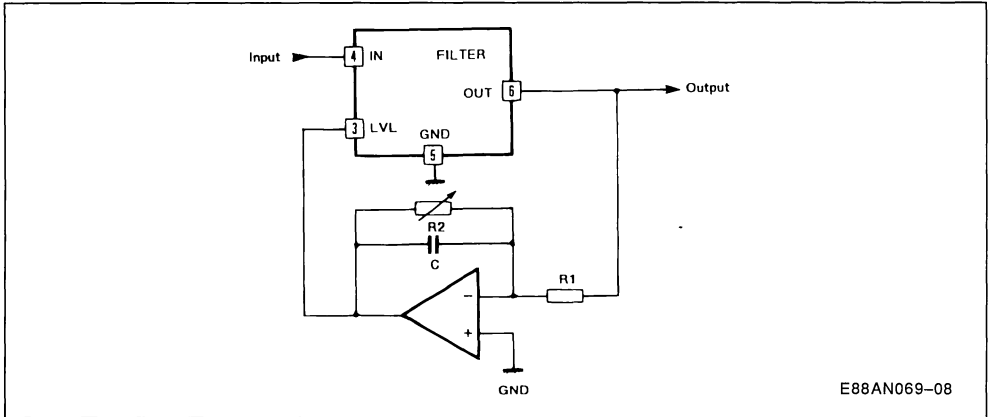 Input
4
IN
FILTER
OUT
6
Output
3
LVL
GND
5
R2
C
R1
−
+
GND
E88AN069–08